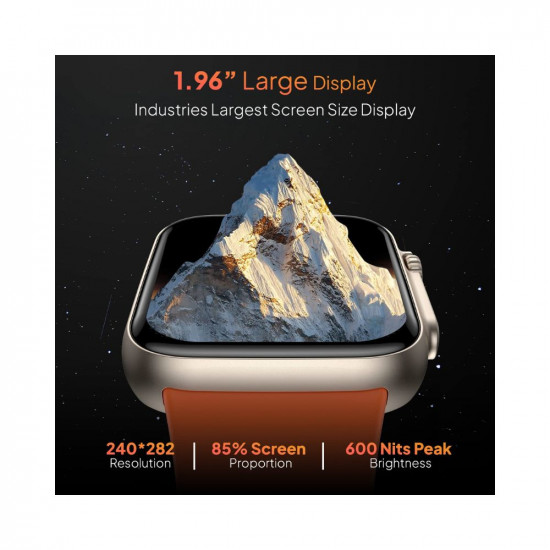 1.96” Large Display
Industries Largest Screen Size Display
240*282
Resolution
85% Screen
Proportion
600 Nits Peak
Brightness